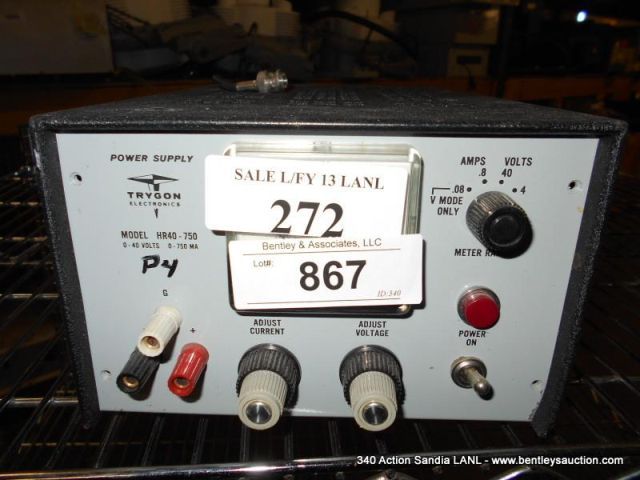 POWER SUPPLY
TRYGON
ELECTRONICS
MODEL HR40-750
0-40 VOLTS 0-750 MA
P4
G
+
SALE L/FY 13 LANL
272
Bentley & Associates, LLC
Lot#:
867
ID:340
AMPS VOLTS
.8 40
.08 4
V MODE
ONLY
METER RA
ADJUST
CURRENT
ADJUST
VOLTAGE
POWER
ON
340 Action Sandia LANL - www.bentleysauction.com